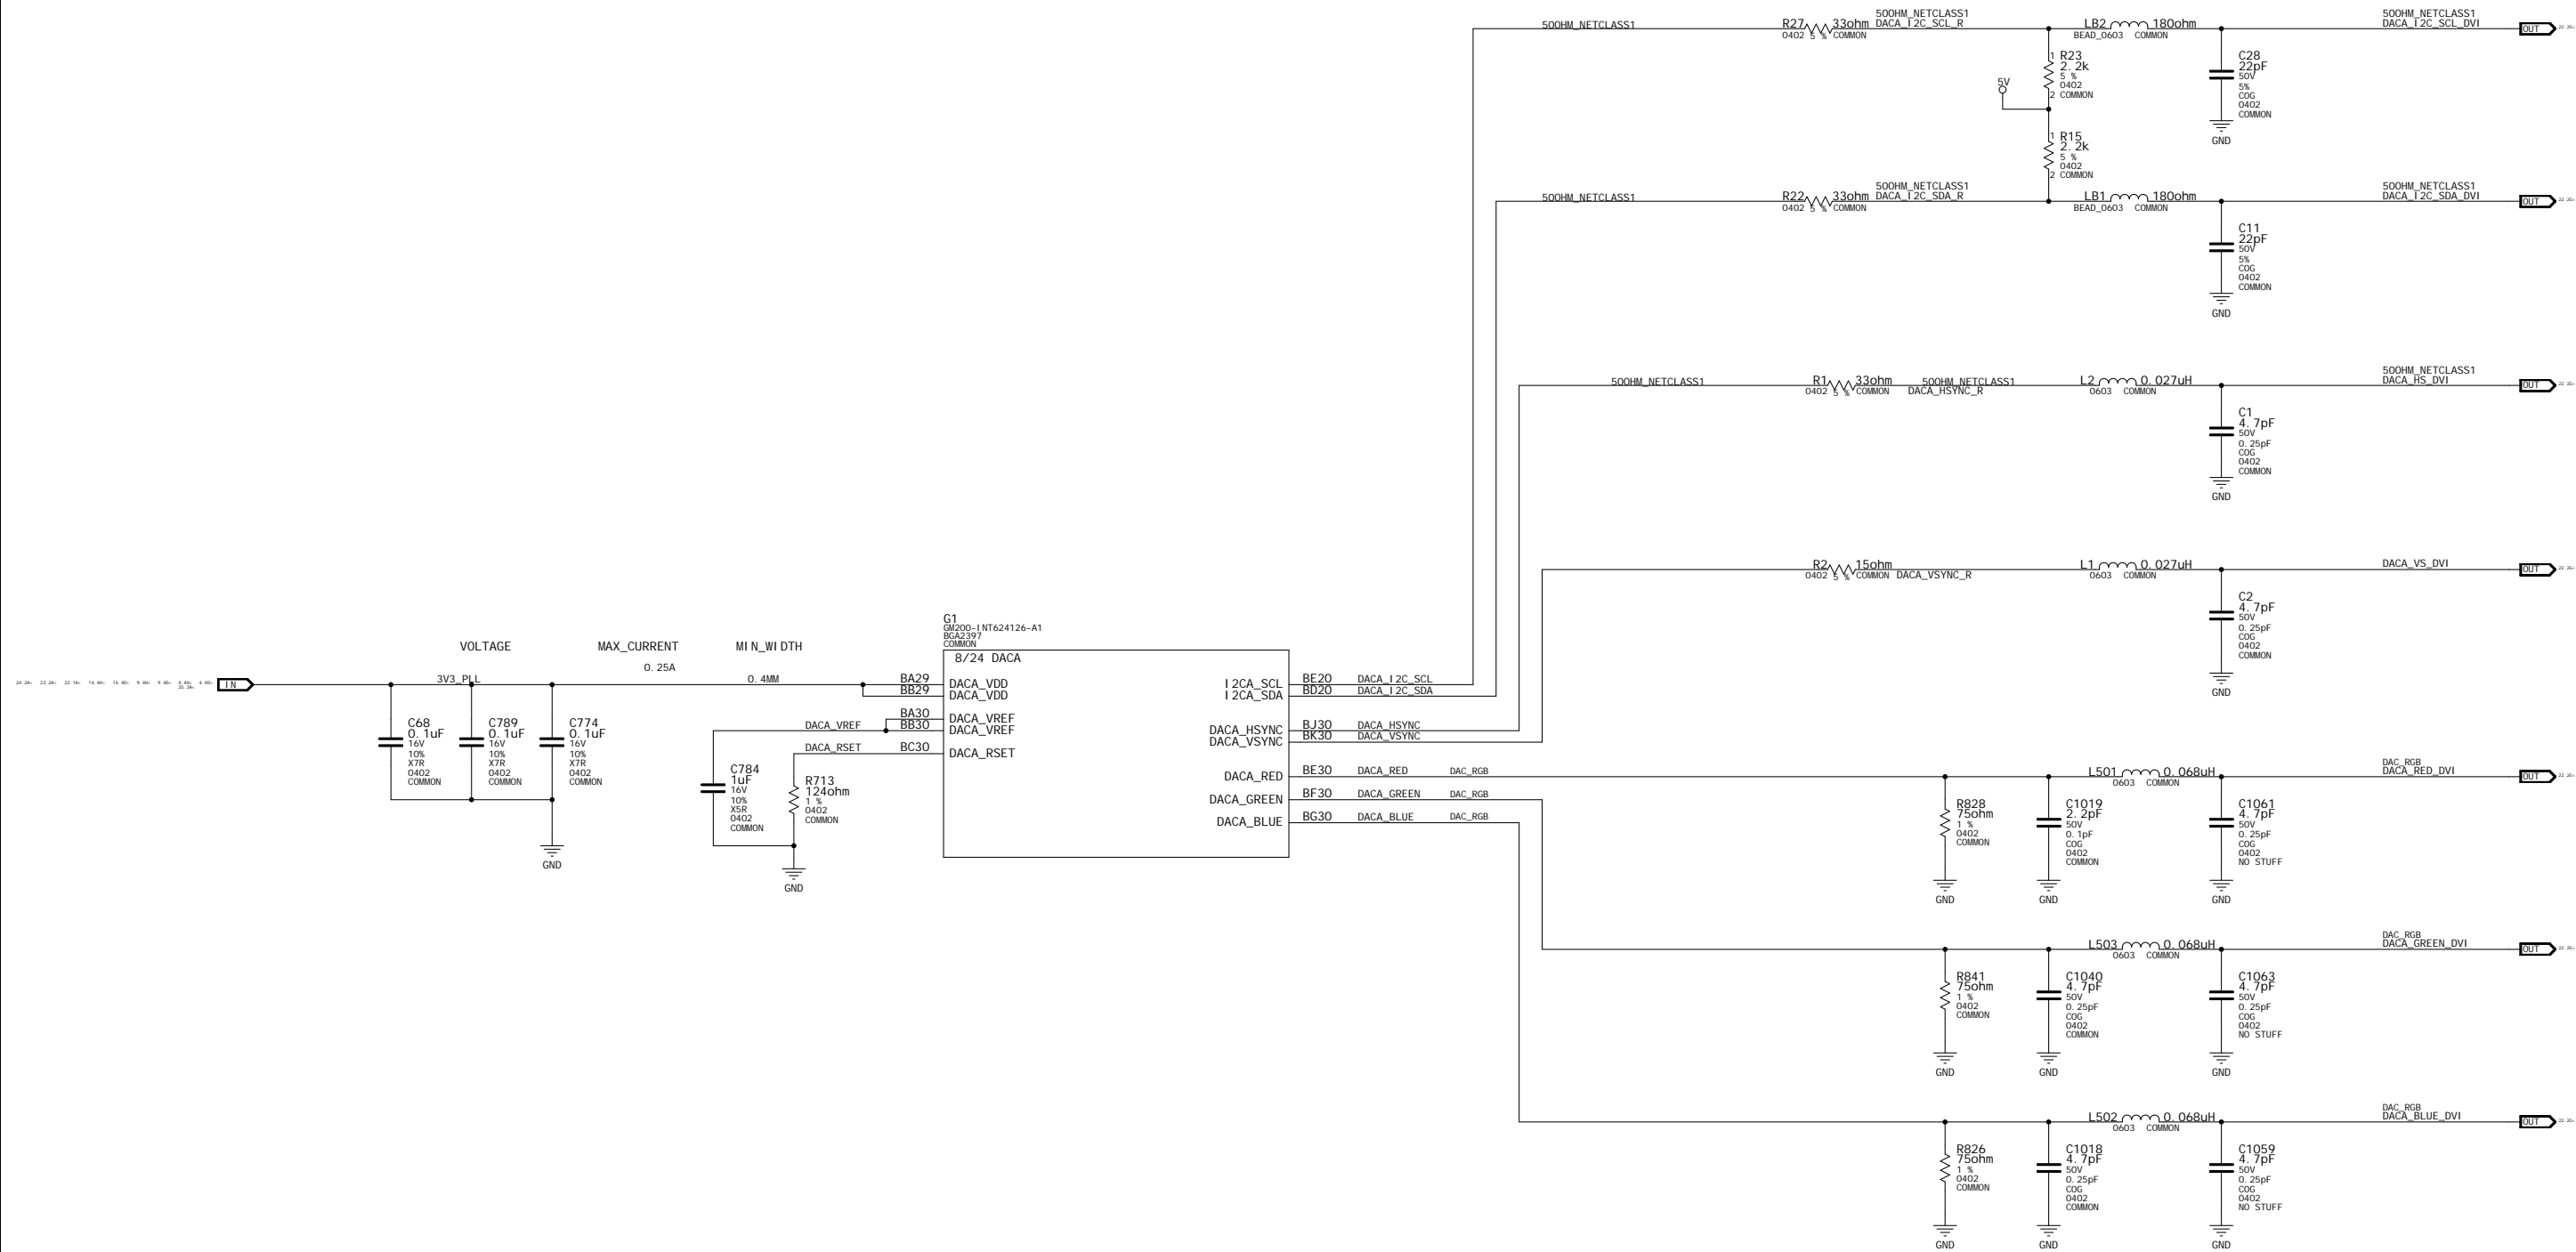 50OHM_NETCLASS1
R27 33ohm
0402 5 % COMMON
50OHM_NETCLASS1
DACA_I2C_SCL_R
LB2 180ohm
BEAD_0603 COMMON
50OHM_NETCLASS1
DACA_I2C_SCL_DVI
OUT
1 R23
2.2k
5 %
0402
2 COMMON
5V
C28
22pF
50V
5%
COG
0402
COMMON
GND
1 R15
2.2k
5 %
0402
2 COMMON
50OHM_NETCLASS1
R22 33ohm
0402 5 % COMMON
50OHM_NETCLASS1
DACA_I2C_SDA_R
LB1 180ohm
BEAD_0603 COMMON
50OHM_NETCLASS1
DACA_I2C_SDA_DVI
OUT
C11
22pF
50V
5%
COG
0402
COMMON
GND
50OHM_NETCLASS1
R1 33ohm
0402 5 % COMMON
50OHM_NETCLASS1
DACA_HSYNC_R
L2 0.027uH
0603 COMMON
50OHM_NETCLASS1
DACA_HS_DVI
OUT
C1
4.7pF
50V
0.25pF
COG
0402
COMMON
GND
R2 15ohm
0402 5 % COMMON DACA_VSYNC_R
L1 0.027uH
0603 COMMON
DACA_VS_DVI
OUT
C2
4.7pF
50V
0.25pF
COG
0402
COMMON
GND
VOLTAGE MAX_CURRENT MIN_WIDTH
0.25A
IN
3V3_PLL
0.4MM
C68
0.1uF
16V
10%
X7R
0402
COMMON
C789
0.1uF
16V
10%
X7R
0402
COMMON
C774
0.1uF
16V
10%
X7R
0402
COMMON
GND
G1
GM200-INT624126-A1
BGA2397
COMMON
8/24 DACA
BA29 DACA_VDD
BB29 DACA_VDD
BA30 DACA_VREF
DACA_VREF BB30 DACA_VREF
DACA_RSET BC30 DACA_RSET
C784
1uF
16V
10%
X5R
0402
COMMON
R713
124ohm
1 %
0402
COMMON
GND
I2CA_SCL BE20 DACA_I2C_SCL
I2CA_SDA BD20 DACA_I2C_SDA
DACA_HSYNC BJ30 DACA_HSYNC
DACA_VSYNC BK30 DACA_VSYNC
DACA_RED BE30 DACA_RED DAC_RGB
DACA_GREEN BF30 DACA_GREEN DAC_RGB
DACA_BLUE BG30 DACA_BLUE DAC_RGB
L501 0.068uH
0603 COMMON
DAC_RGB
DACA_RED_DVI
OUT
R828
75ohm
1 %
0402
COMMON
GND
C1019
2.2pF
50V
0.1pF
COG
0402
COMMON
GND
C1061
4.7pF
50V
0.25pF
COG
0402
NO STUFF
GND
L503 0.068uH
0603 COMMON
DAC_RGB
DACA_GREEN_DVI
OUT
R841
75ohm
1 %
0402
COMMON
GND
C1040
4.7pF
50V
0.25pF
COG
0402
COMMON
GND
C1063
4.7pF
50V
0.25pF
COG
0402
NO STUFF
GND
L502 0.068uH
0603 COMMON
DAC_RGB
DACA_BLUE_DVI
OUT
R826
75ohm
1 %
0402
COMMON
GND
C1018
4.7pF
50V
0.25pF
COG
0402
COMMON
GND
C1059
4.7pF
50V
0.25pF
COG
0402
NO STUFF
GND